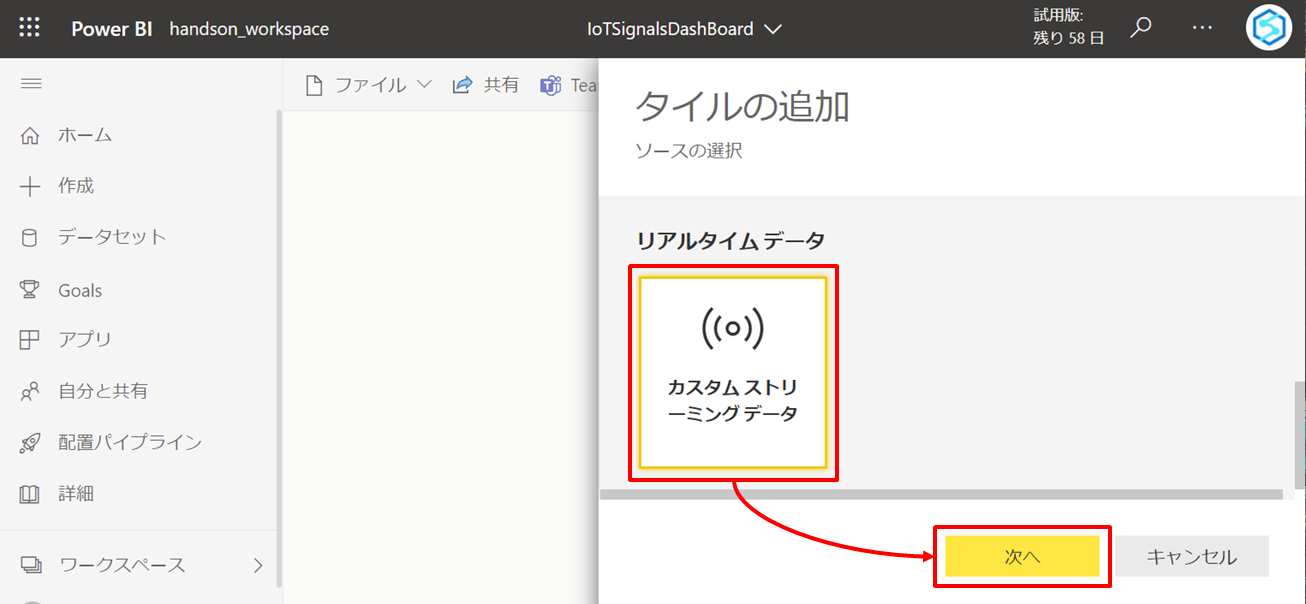 Power BI handson_workspace
IoTSignalsDashBoard
試用版:
残り 58 日
ホーム
作成
データセット
Goals
アプリ
自分と共有
配置パイプライン
詳細
ワークスペース
ファイル 共有 Tea
タイルの追加
ソースの選択
リアルタイム データ
カスタム ストリ
ーミング データ
次へ キャンセル